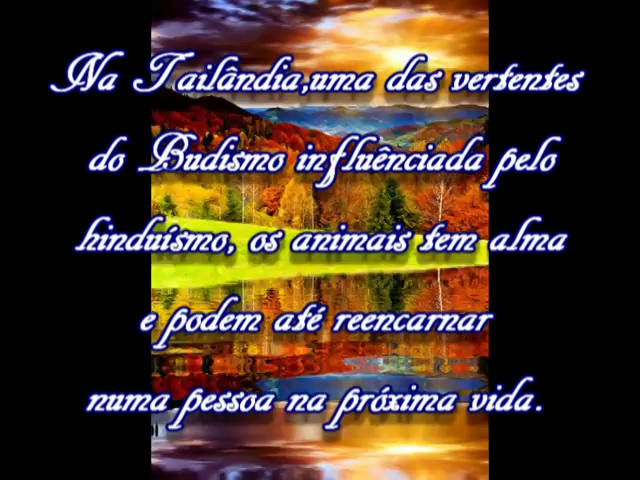 Na Tailândia,uma das vertentes
do Budismo influênciada pelo
hinduísmo, os animais tem alma
e podem até reencarnar
numa pessoa na próxima vida.